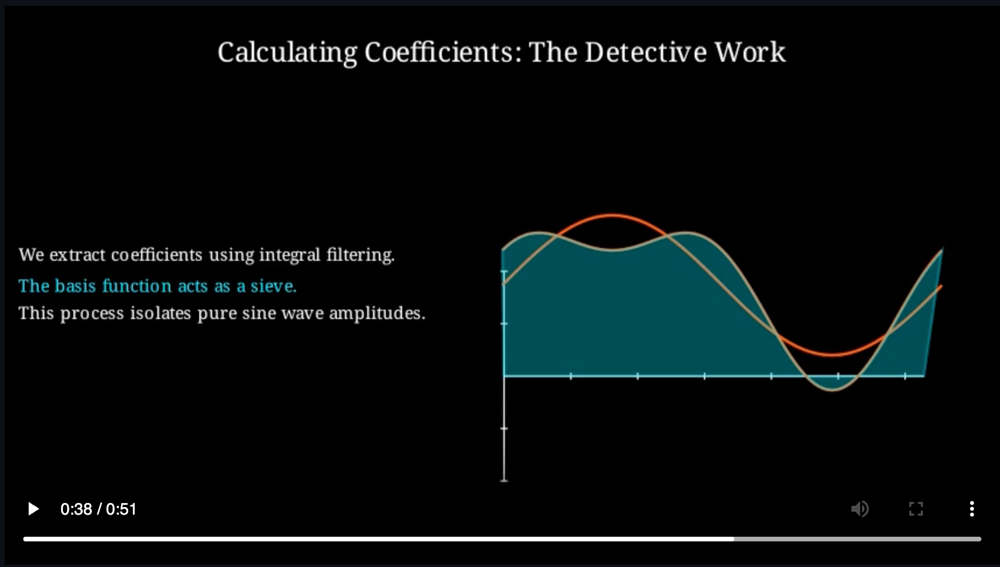 Calculating Coefficients: The Detective Work
We extract coefficients using integral filtering.
The basis function acts as a sieve.
This process isolates pure sine wave amplitudes.
0:38 / 0:51